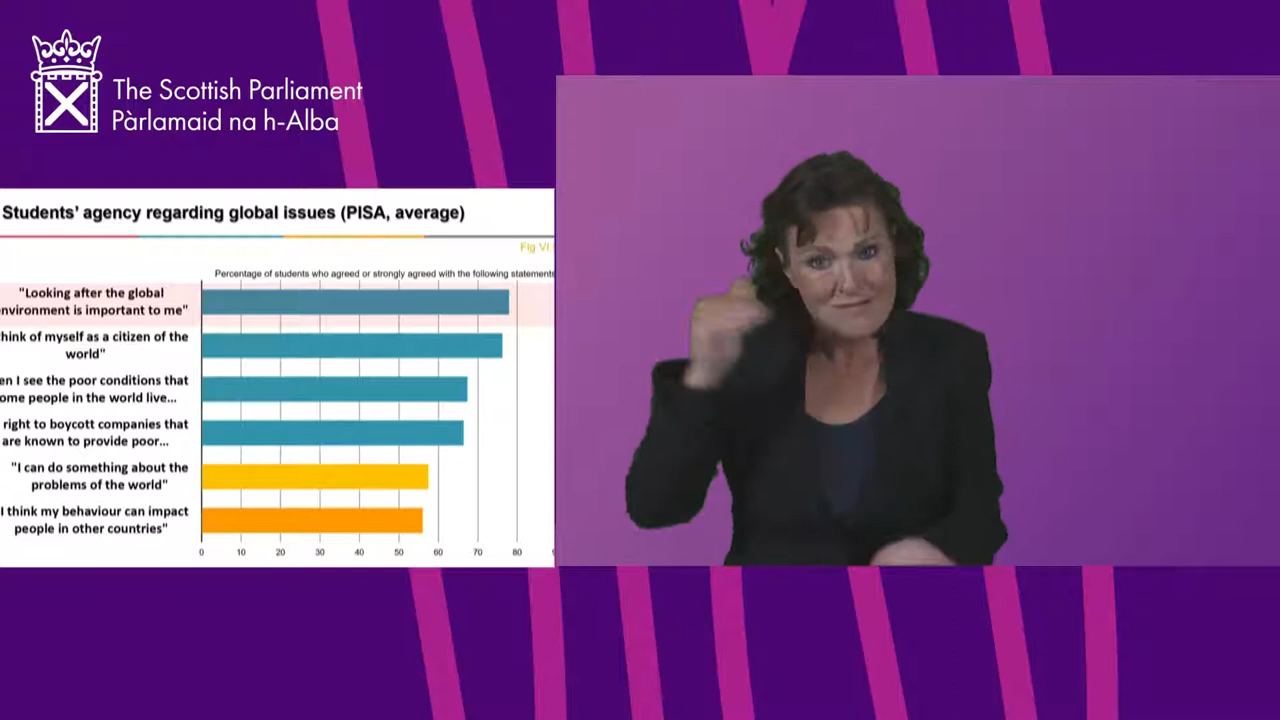 The Scottish Parliament
Pàrlamaid na h-Alba
Students' agency regarding global issues (PISA, average)
Fig VI.
Percentage of students who agreed or strongly agreed with the following statements
"Looking after the global
nvironment is important to me"
hink of myself as a citizen of the
world"
en I see the poor conditions that
ome people in the world live...
right to boycott companies that
are known to provide poor...
"I can do something about the
problems of the world"
I think my behaviour can impact
people in other countries"
0 10 20 30 40 50 60 70 80